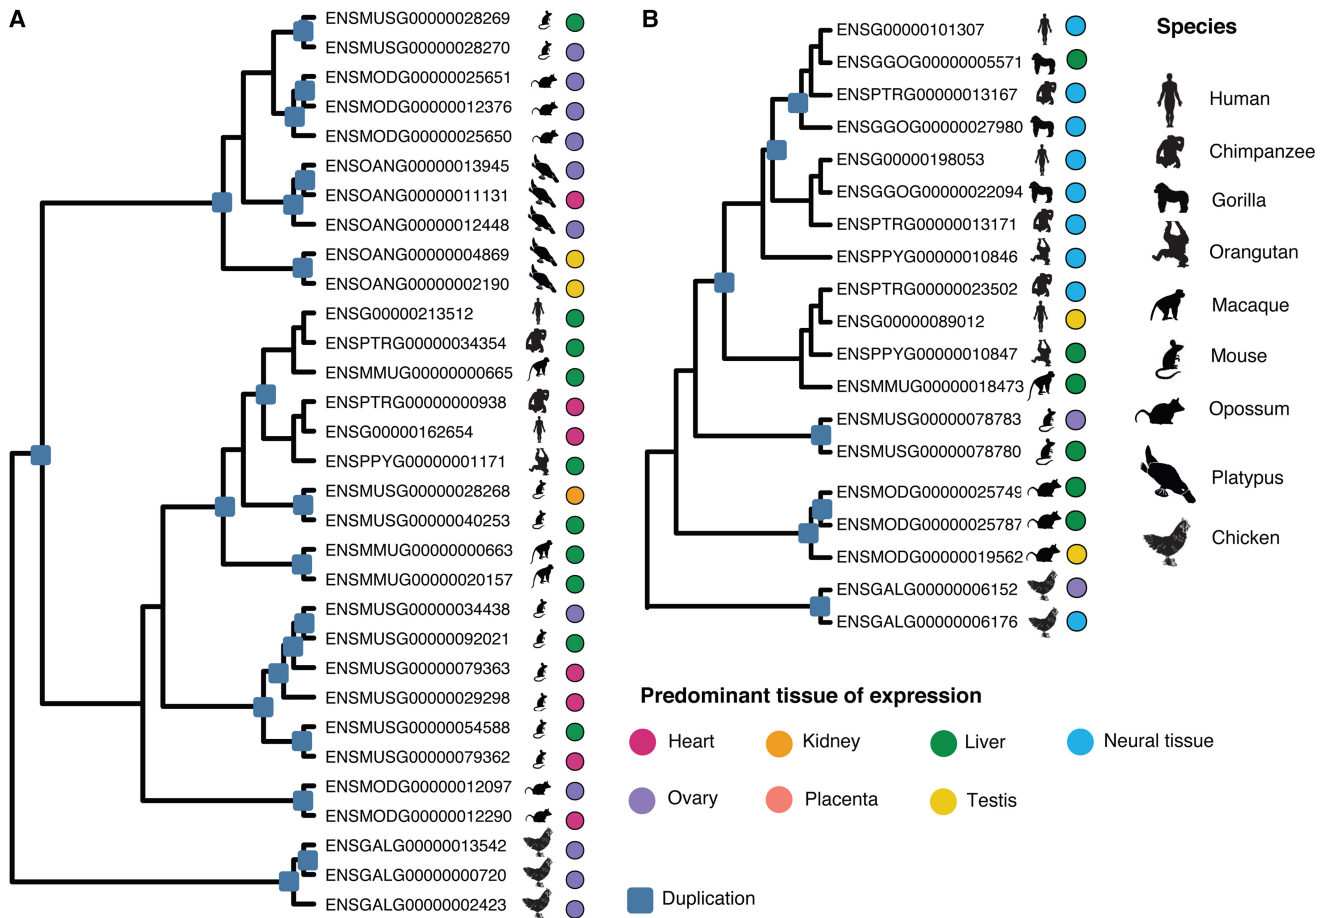 A
ENSMUSG00000028269
ENSMUSG00000028270
ENSMODG00000025651
ENSMODG00000012376
ENSMODG00000025650
ENSOANG00000013945
ENSOANG00000011131
ENSOANG00000012448
ENSOANG00000004869
ENSOANG00000002190
ENSG00000213512
ENSPTRG00000034354
ENSMMUG00000000665
ENSPTRG00000000938
ENSG00000162654
ENSPPYG00000001171
ENSMUSG00000028268
ENSMUSG00000040253
ENSMMUG00000000663
ENSMMUG00000020157
ENSMUSG00000034438
ENSMUSG00000092021
ENSMUSG00000079363
ENSMUSG00000029298
ENSMUSG00000054588
ENSMUSG00000079362
ENSMODG00000012097
ENSMODG00000012290
ENSGALG00000013542
ENSGALG00000000720
ENSGALG00000002423
B
ENSG00000101307
ENSGGOG00000005571
ENSPTRG00000013167
ENSGGOG00000027980
ENSG00000198053
ENSGGOG00000022094
ENSPTRG00000013171
ENSPPYG00000010846
ENSPTRG00000023502
ENSG00000089012
ENSPPYG00000010847
ENSMMUG00000018473
ENSMUSG00000078783
ENSMUSG00000078780
ENSMODG00000025749
ENSMODG00000025787
ENSMODG00000019562
ENSGALG00000006152
ENSGALG00000006176
Species
Human
Chimpanzee
Gorilla
Orangutan
Macaque
Mouse
Opossum
Platypus
Chicken
Predominant tissue of expression
Heart
Kidney
Liver
Neural tissue
Ovary
Placenta
Testis
Duplication